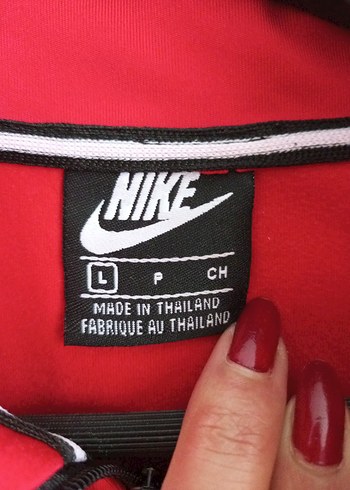 NIKE
L P CH
MADE IN THAILAND
FABRIQUE AU THAILAND